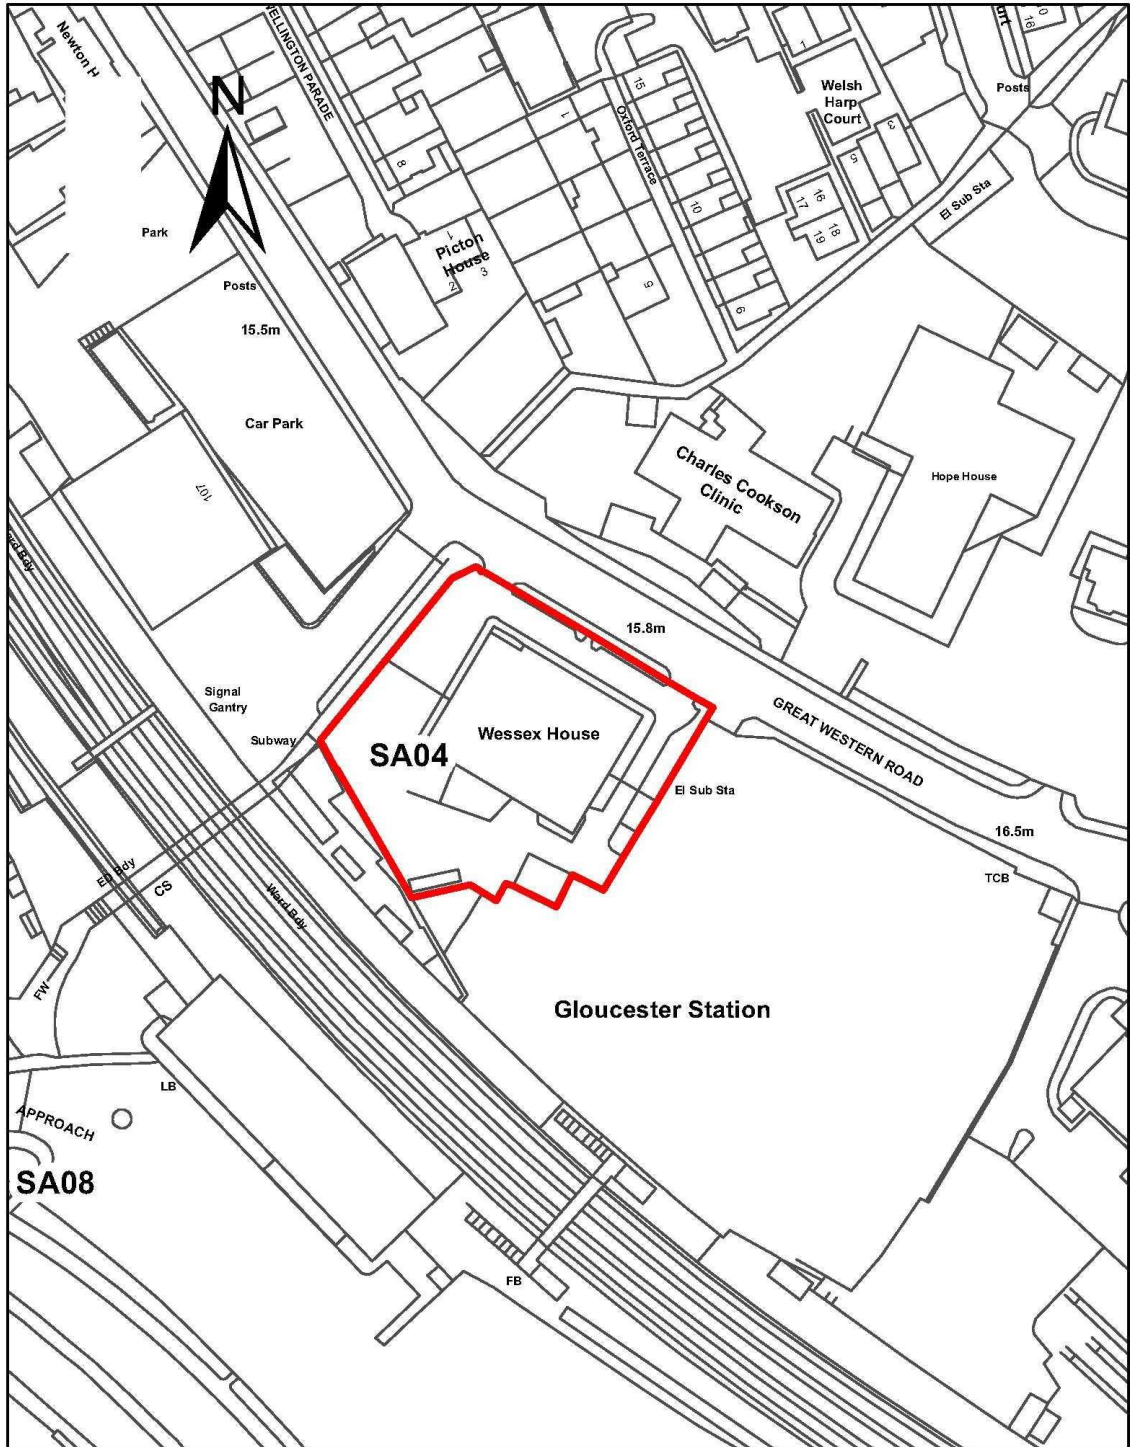 Newton H
WELLINGTON PARADE
N
Park
Posts
15.5m
8
1
Picton
House
2
3
1
5
15
Oxford Terrace
10
6
1
Welsh
Harp
Court
3
5
16
17
18
19
16
Posts
El Sub Sta
Car Park
107
Charles Cookson
Clinic
Hope House
15.8m
GREAT WESTERN ROAD
Signal
Gantry
Subway
Wessex House
SA04
El Sub Sta
16.5m
TCB
ED Bdy
CS
Ward Bdy
FW
Gloucester Station
LB
APPROACH
SA08
FB